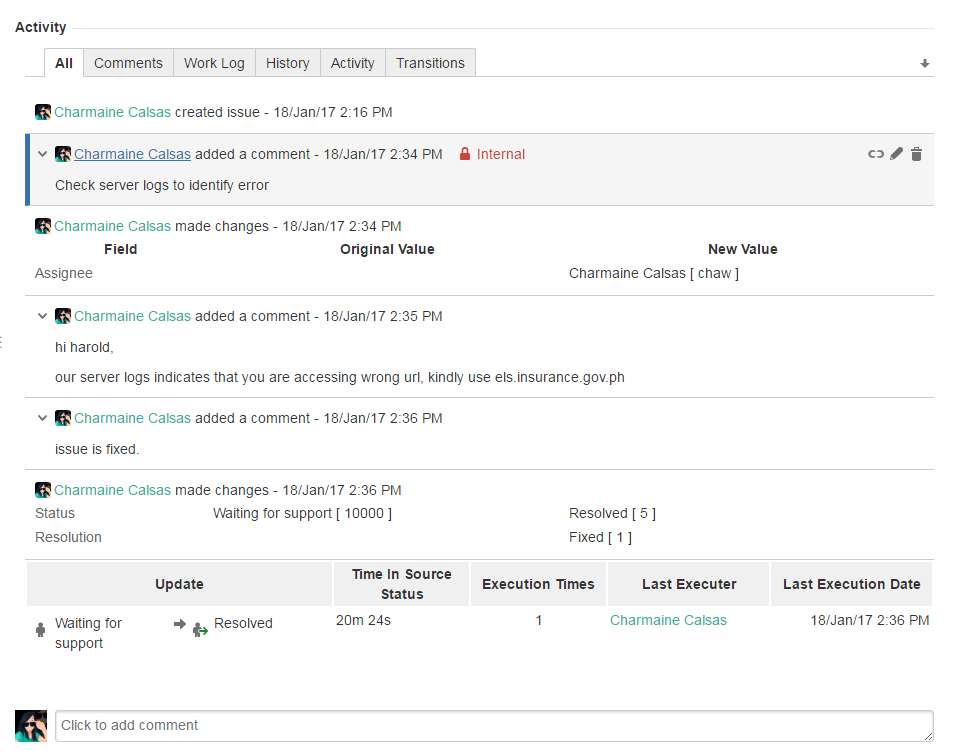 Activity
All Comments Work Log History Activity Transitions
Charmaine Calsas created issue - 18/Jan/17 2:16 PM
Charmaine Calsas added a comment - 18/Jan/17 2:34 PM Internal
Check server logs to identify error
Charmaine Calsas made changes - 18/Jan/17 2:34 PM
Field Original Value New Value
Assignee Charmaine Calsas [ chaw ]
Charmaine Calsas added a comment - 18/Jan/17 2:35 PM
hi harold,
our server logs indicates that you are accessing wrong url, kindly use els.insurance.gov.ph
Charmaine Calsas added a comment - 18/Jan/17 2:36 PM
issue is fixed.
Charmaine Calsas made changes - 18/Jan/17 2:36 PM
Status Waiting for support [ 10000 ] Resolved [ 5 ]
Resolution Fixed [ 1 ]
Update Time In Source Status Execution Times Last Executer Last Execution Date
Waiting for support Resolved 20m 24s 1 Charmaine Calsas 18/Jan/17 2:36 PM
Click to add comment